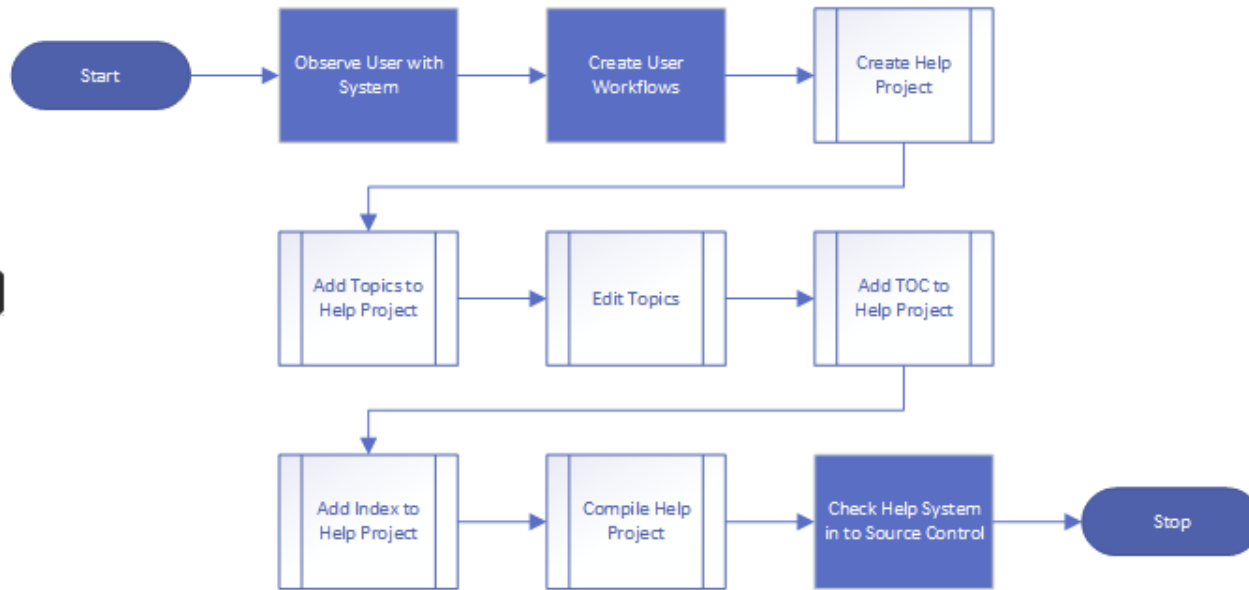 Start
Observe User with
System
Create User
Workflows
Create Help
Project
Add Topics to
Help Project
Edit Topics
Add TOC to
Help Project
Add Index to
Help Project
Compile Help
Project
Check Help System
in to Source Control
Stop